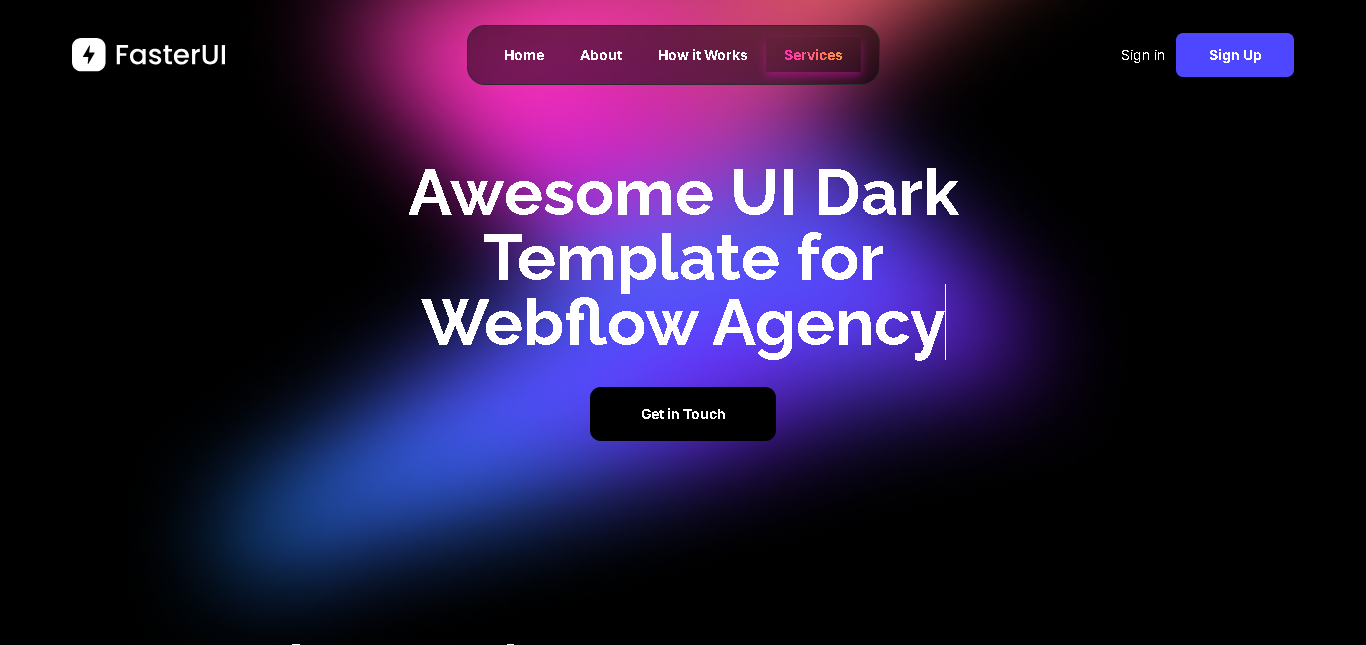 FasterUI
Home
About
How it Works
Services
Sign in
Sign Up
Awesome UI Dark
Template for
Webflow Agency
Get in Touch